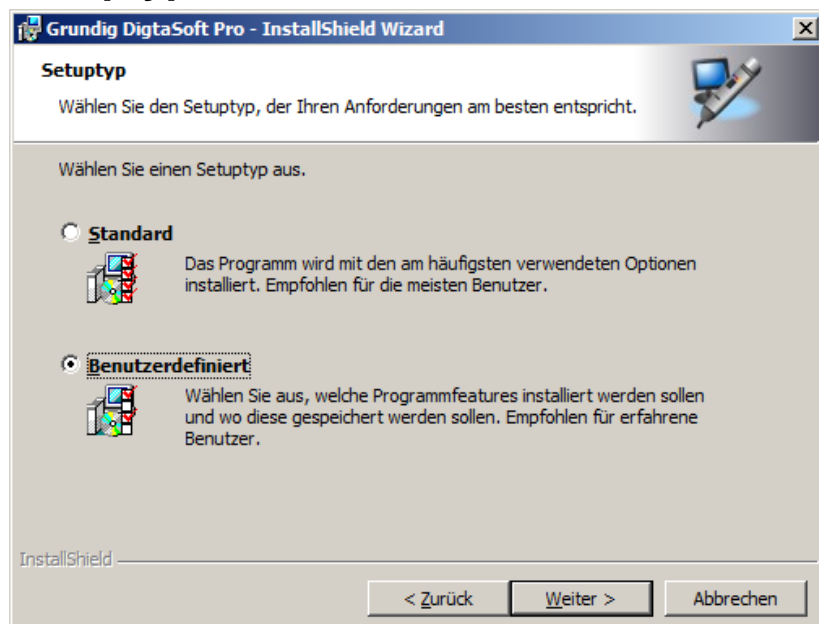 Grundig DigtaSoft Pro - InstallShield Wizard
Setuptyp
Wählen Sie den Setuptyp, der Ihren Anforderungen am besten entspricht.
Wählen Sie einen Setuptyp aus.
Standard
Das Programm wird mit den am häufigsten verwendeten Optionen
installiert. Empfohlen für die meisten Benutzer.
Benutzerdefiniert
Wählen Sie aus, welche Programmfeatures installiert werden sollen
und wo diese gespeichert werden sollen. Empfohlen für erfahrene
Benutzer.
InstallShield
< Zurück Weiter > Abbrechen